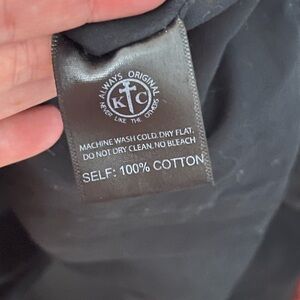 ALWAYS ORIGINAL
K C
NEVER LIKE THE OTHERS
MACHINE WASH COLD. DRY FLAT.
DO NOT DRY CLEAN. NO BLEACH
SELF: 100% COTTON